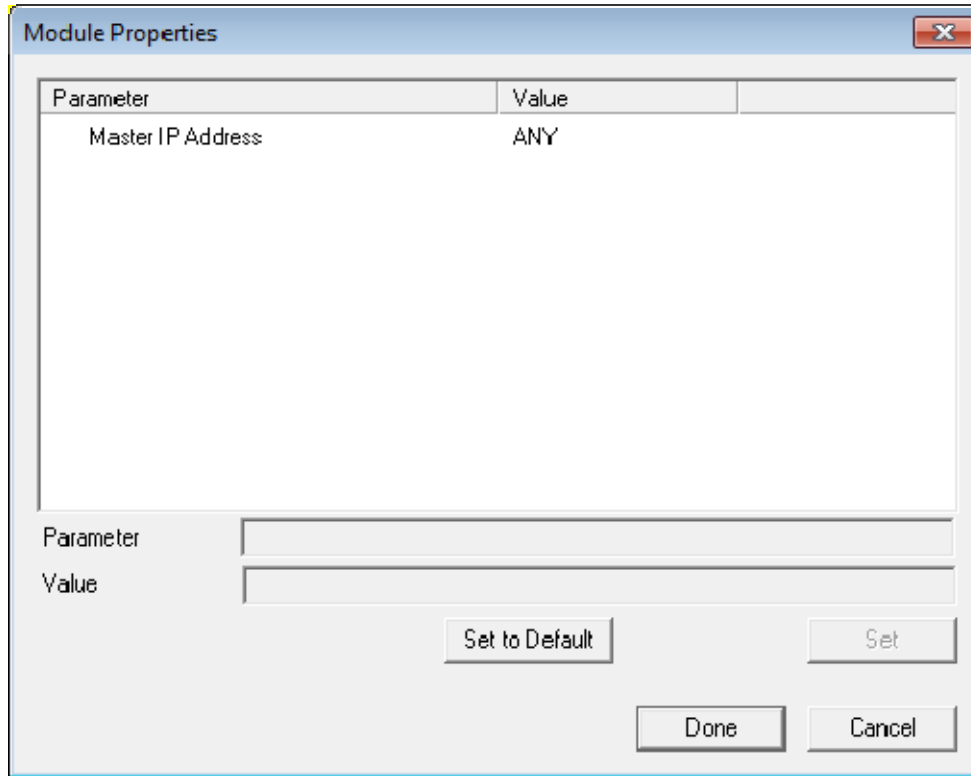 Module Properties
Parameter Value
Master IP Address ANY
Parameter
Value
Set to Default Set
Done Cancel